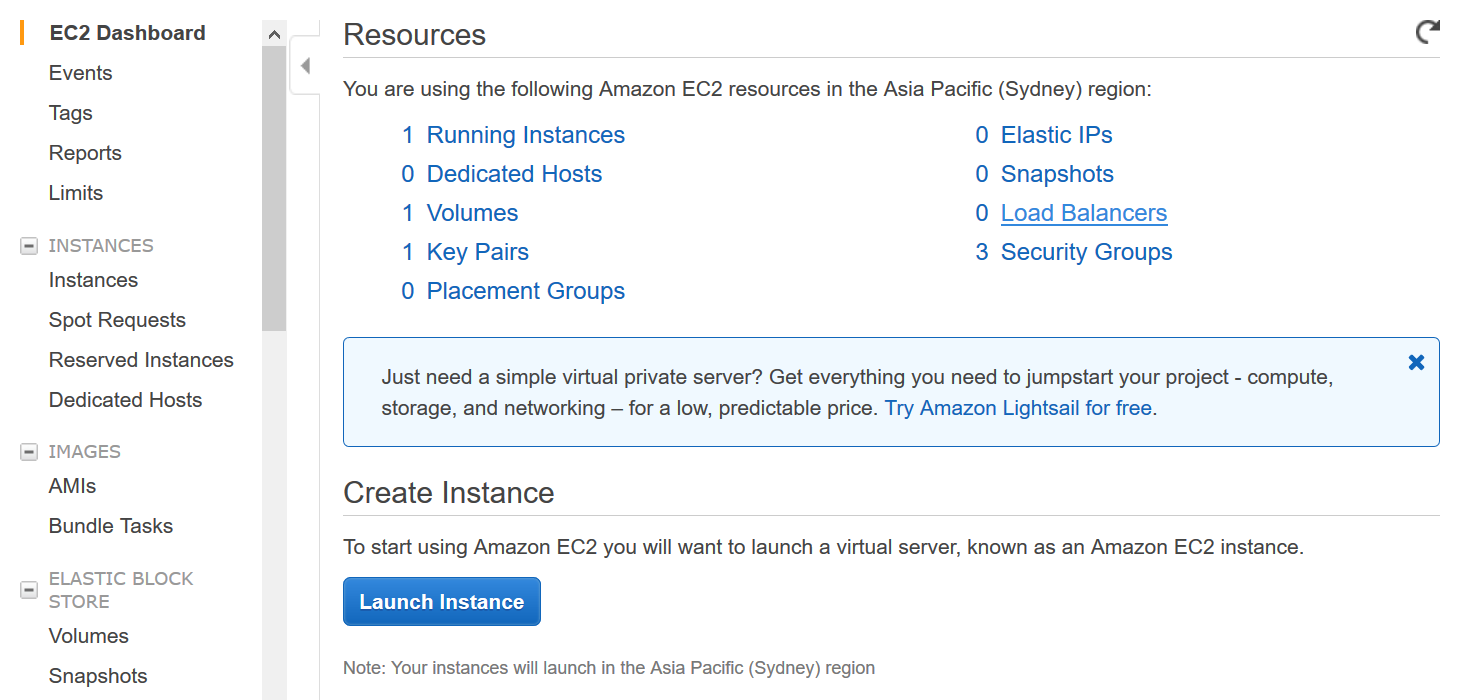 EC2 Dashboard
Events
Tags
Reports
Limits
INSTANCES
Instances
Spot Requests
Reserved Instances
Dedicated Hosts
IMAGES
AMIs
Bundle Tasks
ELASTIC BLOCK
STORE
Volumes
Snapshots
Resources
You are using the following Amazon EC2 resources in the Asia Pacific (Sydney) region:
1 Running Instances
0 Dedicated Hosts
1 Volumes
1 Key Pairs
0 Placement Groups
0 Elastic IPs
0 Snapshots
0 Load Balancers
3 Security Groups
Just need a simple virtual private server? Get everything you need to jumpstart your project - compute,
storage, and networking – for a low, predictable price. Try Amazon Lightsail for free.
Create Instance
To start using Amazon EC2 you will want to launch a virtual server, known as an Amazon EC2 instance.
Launch Instance
Note: Your instances will launch in the Asia Pacific (Sydney) region